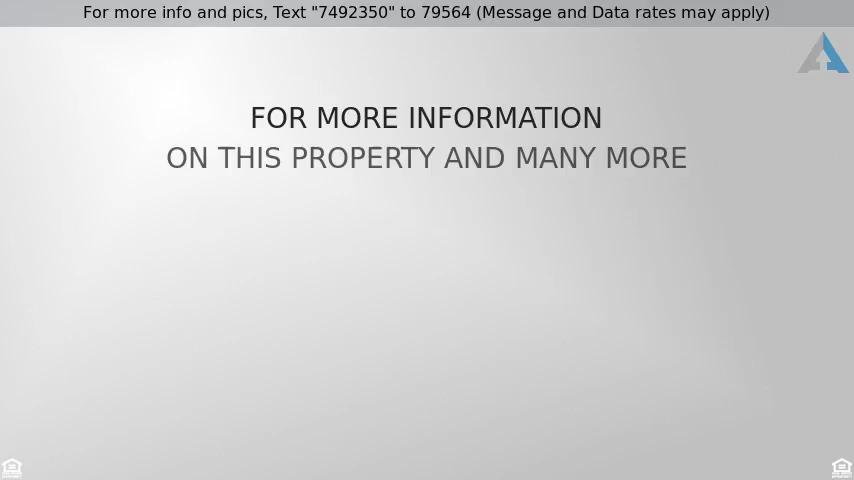 For more info and pics, Text "7492350" to 79564 (Message and Data rates may apply)
FOR MORE INFORMATION
ON THIS PROPERTY AND MANY MORE